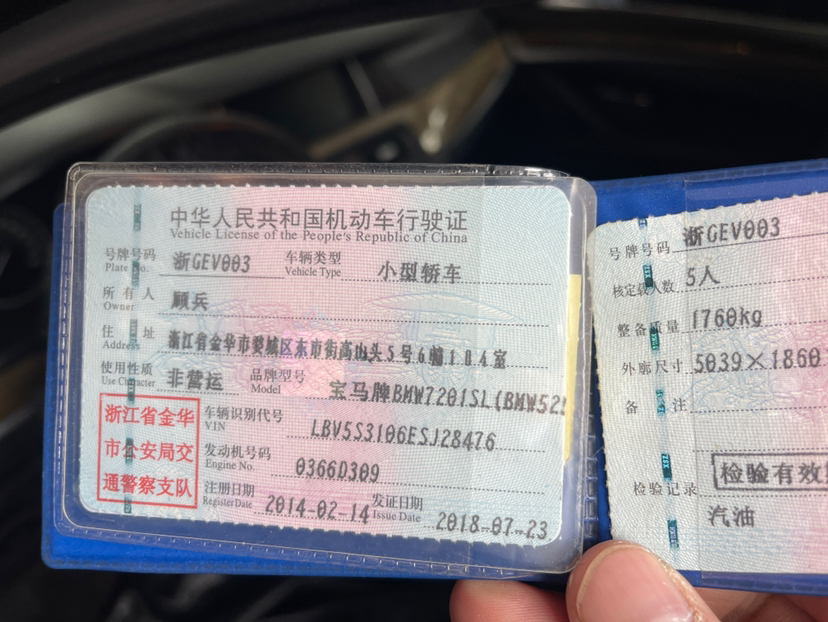 中华人民共和国机动车行驶证
Vehicle License of the People's Republic of China
号牌号码 浙GEV003 车辆类型 小型轿车
Plate No. Vehicle Type
所有人 顾兵
Owner
住址 浙江省金华市婺城区东市街高山头5号6幢104室
Address
使用性质 非营运 品牌型号 宝马牌BMW7201SL(BMW52
Use Character Model
浙江省金华
市公安局交
通警察支队
车辆识别代号 LBV5S3106ESJ28476
VIN
发动机号码 0366D309
Engine No.
注册日期 2014-02-14 发证日期 2018-07-23
Register Date Issue Date
号牌号码 浙GEV003
核定载人数 5人
整备质量 1760kg
外廓尺寸 5039×1860
备注
检验记录 检验有效
汽油